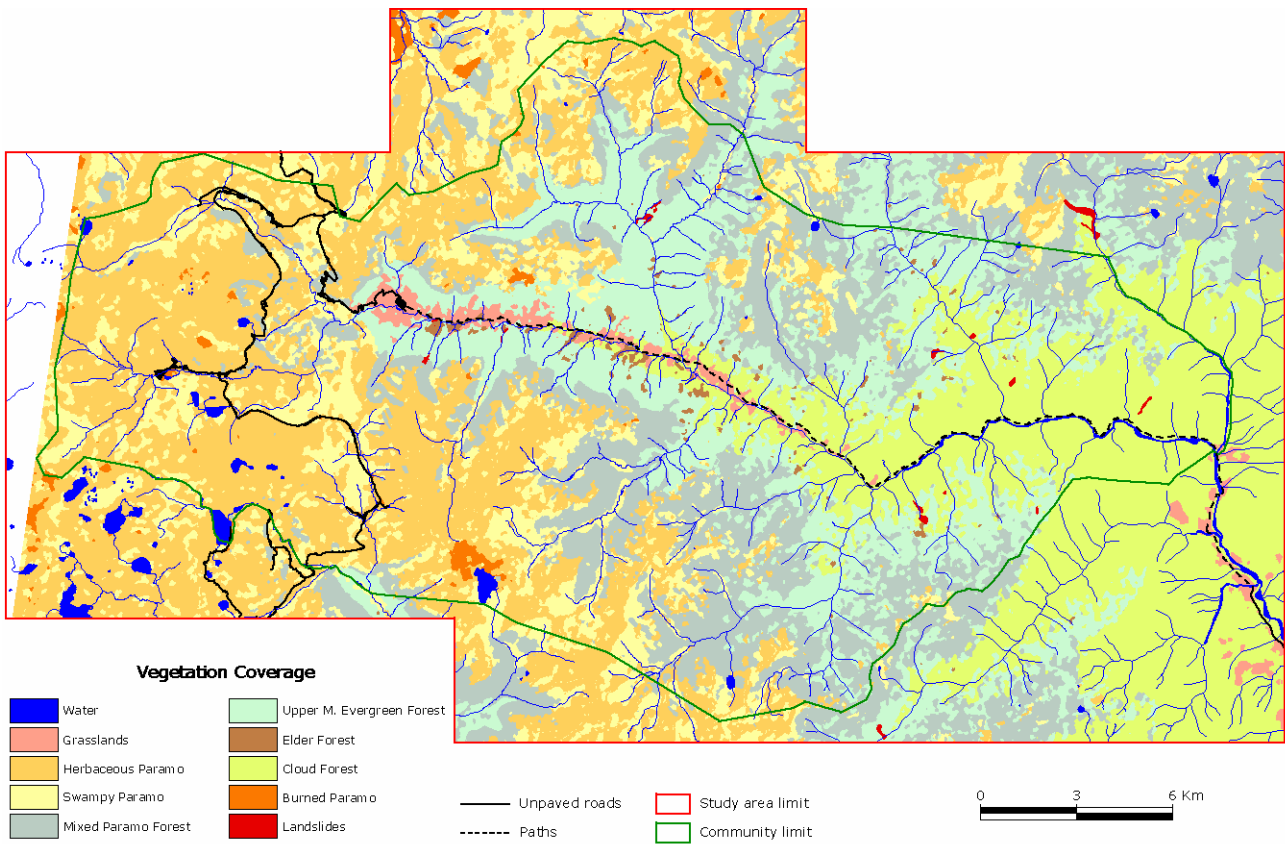 Vegetation Coverage
Water
Grasslands
Herbaceous Paramo
Swampy Paramo
Mixed Paramo Forest
Upper M. Evergreen Forest
Elder Forest
Cloud Forest
Burned Paramo
Landslides
Unpaved roads
Paths
Study area limit
Community limit
0 3 6 Km